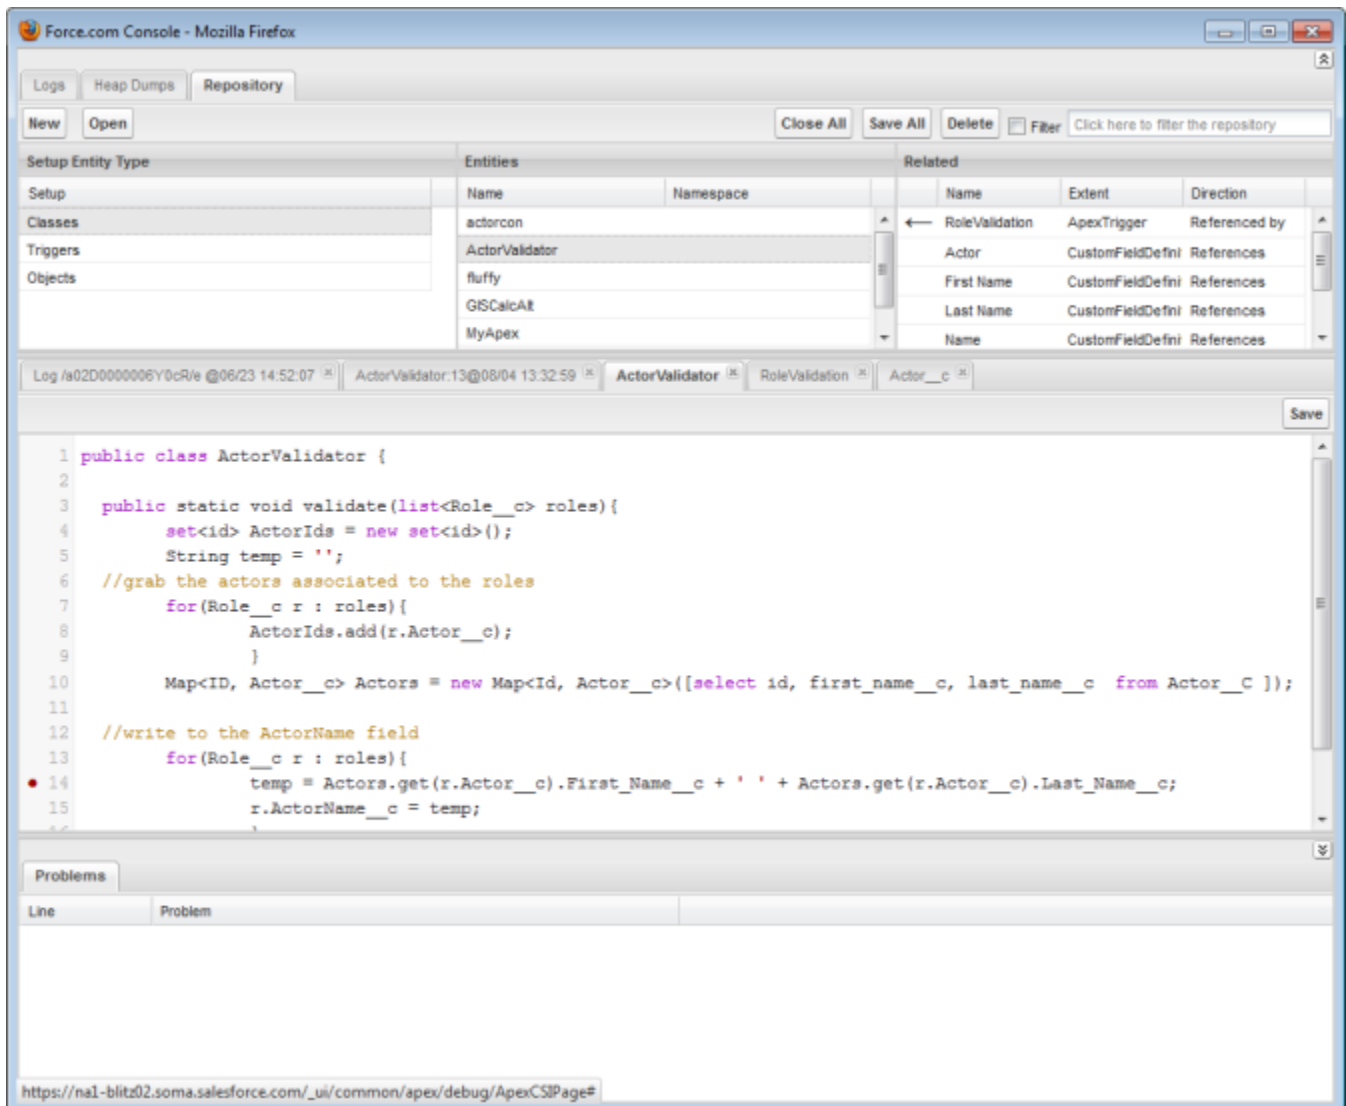 Force.com Console - Mozilla Firefox
Logs Heap Dumps Repository
New Open Close All Save All Delete Filter Click here to filter the repository
Setup Entity Type Entities Related
Setup Name Namespace Name Extent Direction
Classes actorcon ← RoleValidation ApexTrigger Referenced by
Triggers ActorValidator Actor CustomFieldDefini References
Objects fluffy First Name CustomFieldDefini References
GISCalcAlt Last Name CustomFieldDefini References
MyApex Name CustomFieldDefini References
Log /a02D0000006Y0cR/e @06/23 14:52:07 ActorValidator:13@08/04 13:32:59 ActorValidator RoleValidation Actor__c
Save
1 public class ActorValidator {
2
3 public static void validate(list<Role__c> roles){
4 set<id> ActorIds = new set<id>();
5 String temp = '';
6 //grab the actors associated to the roles
7 for(Role__c r : roles){
8 ActorIds.add(r.Actor__c);
9 }
10 Map<ID, Actor__c> Actors = new Map<Id, Actor__c>([select id, first_name__c, last_name__c  from Actor__C ]);
11
12 //write to the ActorName field
13 for(Role__c r : roles){
14 temp = Actors.get(r.Actor__c).First_Name__c + ' ' + Actors.get(r.Actor__c).Last_Name__c;
15 r.ActorName__c = temp;
Problems
Line Problem
https://na1-blitz02.soma.salesforce.com/_ui/common/apex/debug/ApexCSIPage#